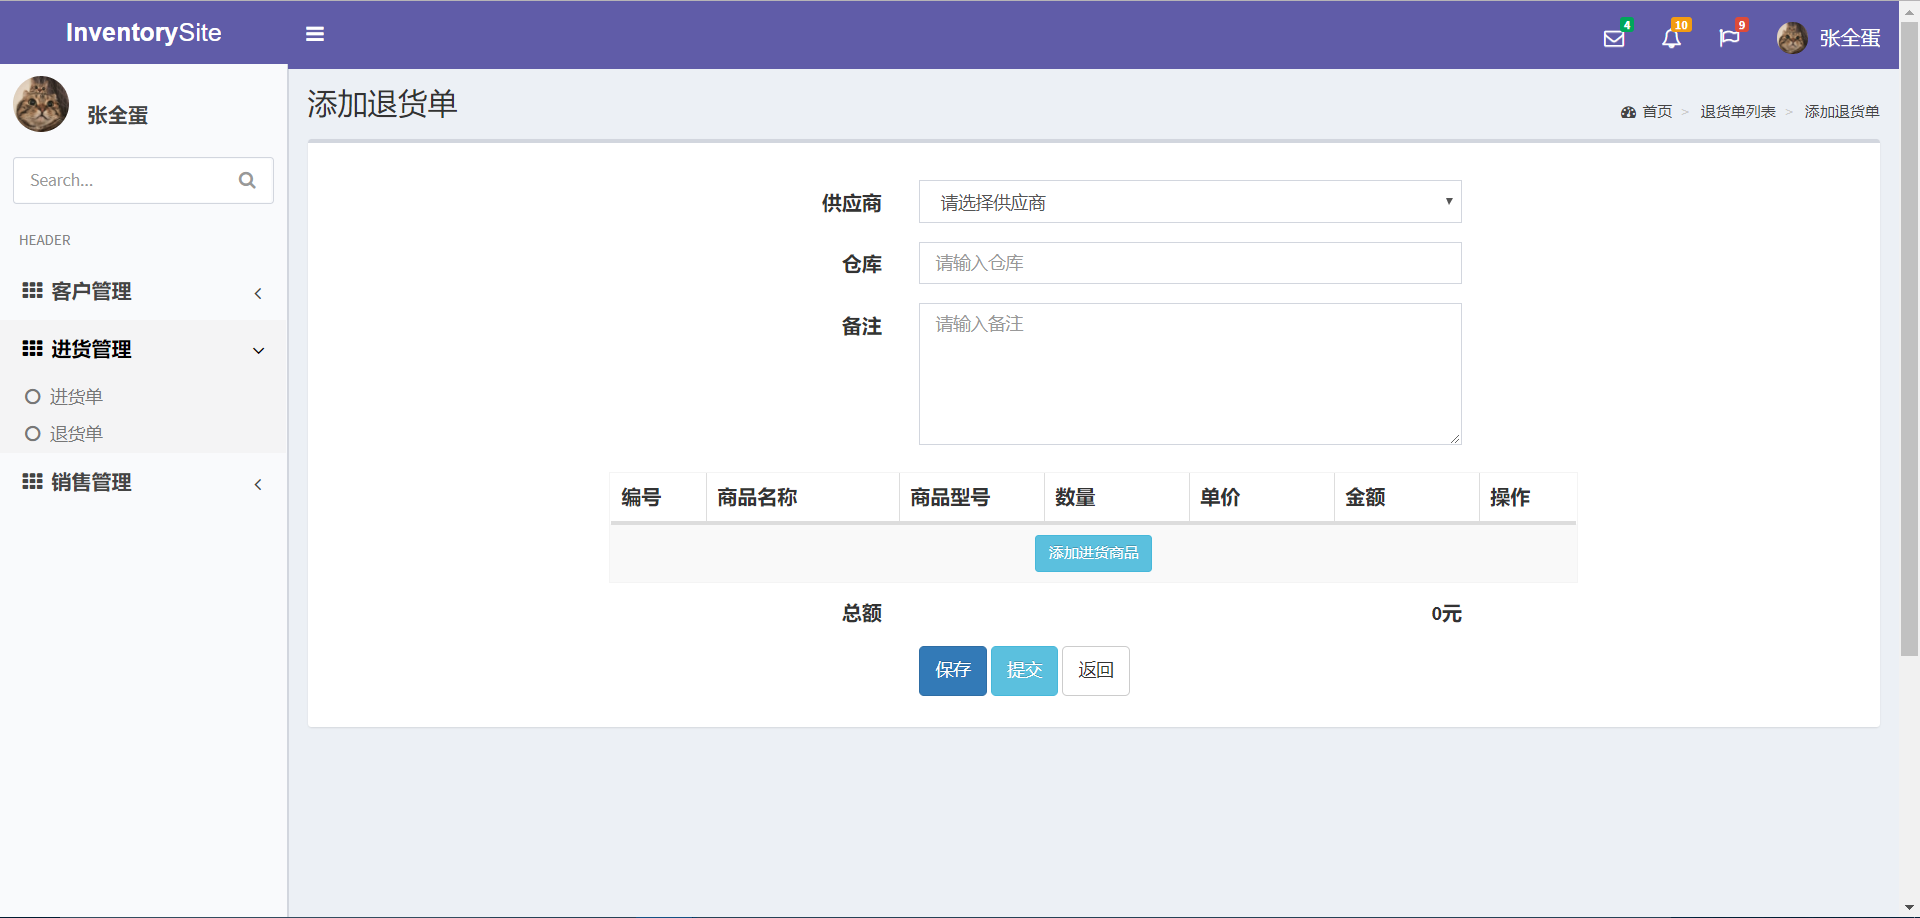 InventorySite
4
10
9
张全蛋
张全蛋
Search...
HEADER
客户管理
进货管理
进货单
退货单
销售管理
添加退货单
首页 > 退货单列表 > 添加退货单
供应商 请选择供应商
仓库 请输入仓库
备注 请输入备注
编号 商品名称 商品型号 数量 单价 金额 操作
添加进货商品
总额 0元
保存 提交 返回